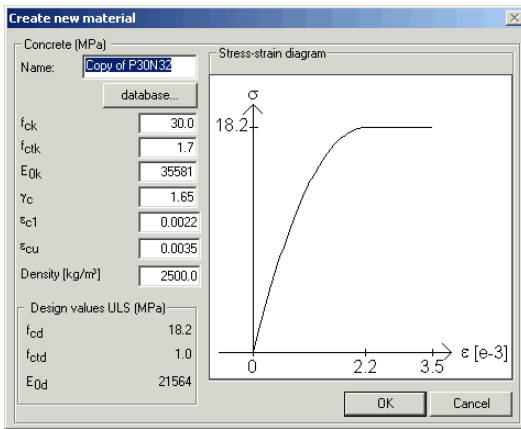 Create new material
Concrete (MPa)
Name: Copy of P30N32
database...
fck 30.0
fctk 1.7
E0k 35581
γc 1.65
εc1 0.0022
εcu 0.0035
Density [kg/m³] 2500.0
Design values ULS (MPa)
fcd 18.2
fctd 1.0
E0d 21564
Stress-strain diagram
σ
18.2
0 2.2 3.5 ε [e-3]
OK Cancel